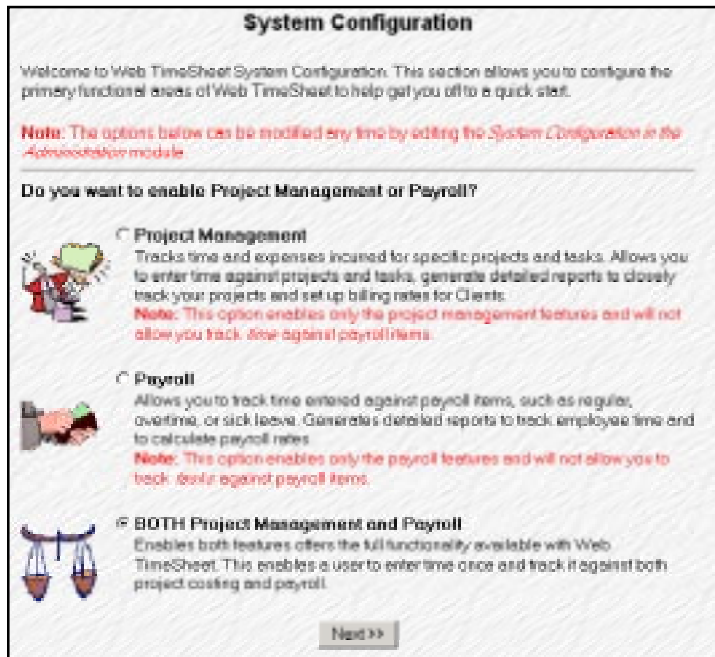 System Configuration
Welcome to Web TimeSheet System Configuration. This section allows you to configure the
primary functional areas of Web TimeSheet to help get you off to a quick start.
Note: The options below can be modified any time by editing the System Configuration in the
Administration module.
Do you want to enable Project Management or Payroll?
Project Management
Tracks time and expenses incurred for specific projects and tasks. Allows you
to enter time against projects and tasks, generate detailed reports to closely
track your projects and set up billing rates for Clients.
Note: This option enables only the project management features and will not
allow you track time against payroll items.
Payroll
Allows you to track time entered against payroll items, such as regular,
overtime, or sick leave. Generates detailed reports to track employee time and
to calculate payroll rates.
Note: This option enables only the payroll features and will not allow you to
track tasks against payroll items.
BOTH Project Management and Payroll
Enables both features offers the full functionality available with Web
TimeSheet. This enables a user to enter time once and track it against both
project costing and payroll.
Next >>